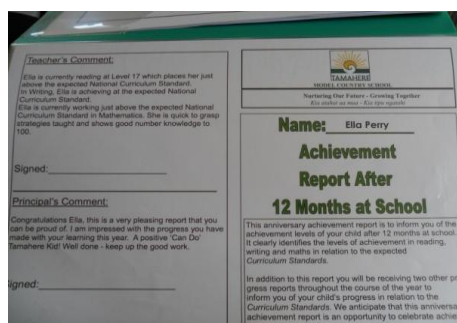 Teacher's Comment:
Ella is currently reading at Level 17 which places her just
above the expected National Curriculum Standard.
In Writing, Ella is achieving at the expected National
Curriculum Standard.
Ella is currently working just above the expected National
Curriculum Standard in Mathematics. She is quick to grasp
strategies taught and shows good number knowledge to
100.
Signed:
Principal's Comment:
Congratulations Ella, this is a very pleasing report that you
can be proud of. I am impressed with the progress you have
made with your learning this year. A positive 'Can Do'
Tamahere Kid! Well done - keep up the good work.
Signed:
TAMAHERE
MODEL COUNTRY SCHOOL
Nurturing Our Future - Growing Together
Name: Ella Perry
Achievement
Report After
12 Months at School
This anniversary achievement report is to inform you of the
achievement levels of your child after 12 months at school.
It clearly identifies the levels of achievement in reading,
writing and maths in relation to the expected
Curriculum Standards.
In addition to this report you will be receiving two other pr
gress reports throughout the course of the year to
inform you of your child's progress in relation to the
Curriculum Standards. We anticipate that this anniversa
achievement report is an opportunity to celebrate achie